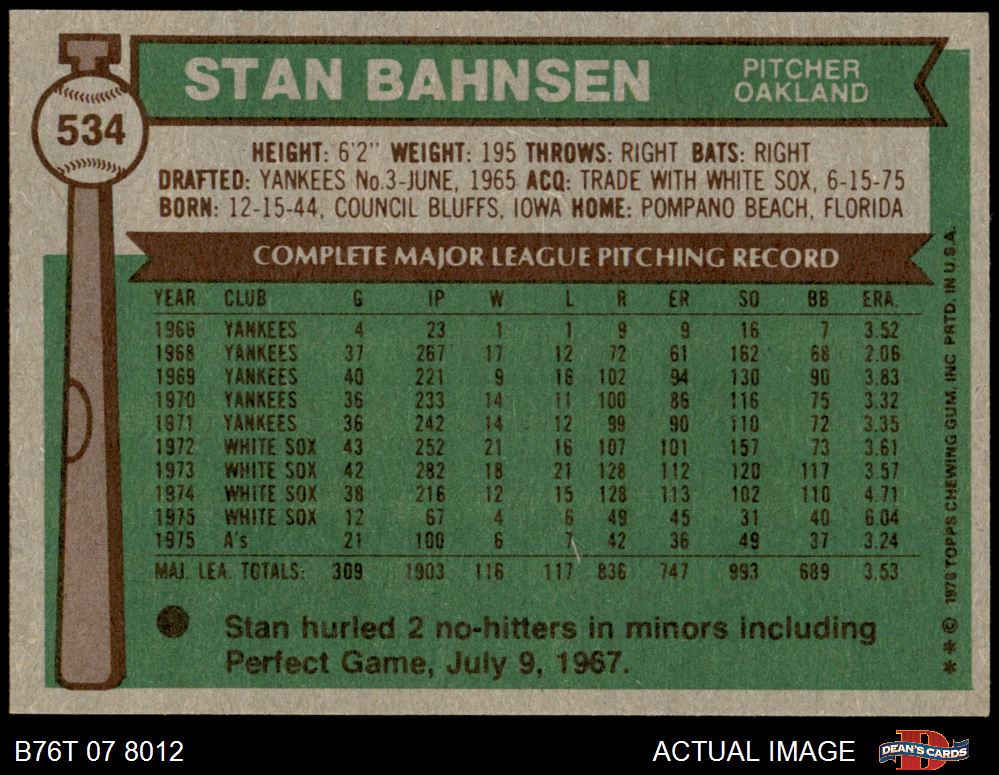 534
STAN BAHNSEN
PITCHER
OAKLAND
HEIGHT: 6'2" WEIGHT: 195 THROWS: RIGHT BATS: RIGHT
DRAFTED: YANKEES No.3-JUNE, 1965 ACQ: TRADE WITH WHITE SOX, 6-15-75
BORN: 12-15-44, COUNCIL BLUFFS, IOWA HOME: POMPANO BEACH, FLORIDA
COMPLETE MAJOR LEAGUE PITCHING RECORD
YEAR CLUB G IP W L R ER SO BB ERA.
1966 YANKEES 4 23 1 1 9 9 16 7 3.52
1968 YANKEES 37 267 17 12 72 61 162 68 2.06
1969 YANKEES 40 221 9 16 102 94 130 90 3.83
1970 YANKEES 36 233 14 11 100 86 116 75 3.32
1971 YANKEES 36 242 14 12 99 90 110 72 3.35
1972 WHITE SOX 43 252 21 16 107 101 157 73 3.61
1973 WHITE SOX 42 282 18 21 128 112 120 117 3.57
1974 WHITE SOX 38 216 12 15 128 113 102 110 4.71
1975 WHITE SOX 12 67 4 6 49 45 31 40 6.04
1975 A's 21 100 6 7 42 36 49 37 3.24
MAJ. LEA. TOTALS: 309 1903 116 117 836 747 993 689 3.53
Stan hurled 2 no-hitters in minors including
Perfect Game, July 9, 1967.
** © 1976 TOPPS CHEWING GUM, INC PRTD. IN U.S.A.
B76T 07 8012
ACTUAL IMAGE
D
DEAN'S CARDS